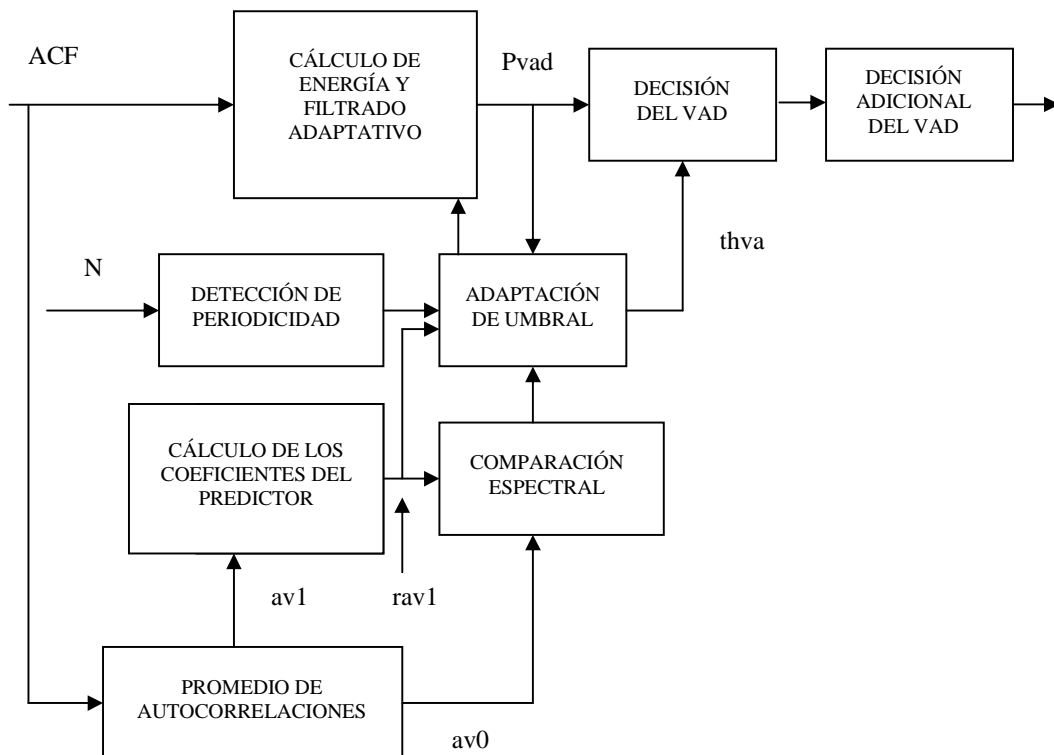 ACF
CÁLCULO DE
ENERGÍA Y
FILTRADO
ADAPTATIVO
Pvad
DECISIÓN
DEL VAD
DECISIÓN
ADICIONAL
DEL VAD
thva
N
DETECCIÓN DE
PERIODICIDAD
ADAPTACIÓN
DE UMBRAL
CÁLCULO DE LOS
COEFICIENTES DEL
PREDICTOR
COMPARACIÓN
ESPECTRAL
av1
rav1
PROMEDIO DE
AUTOCORRELACIONES
av0